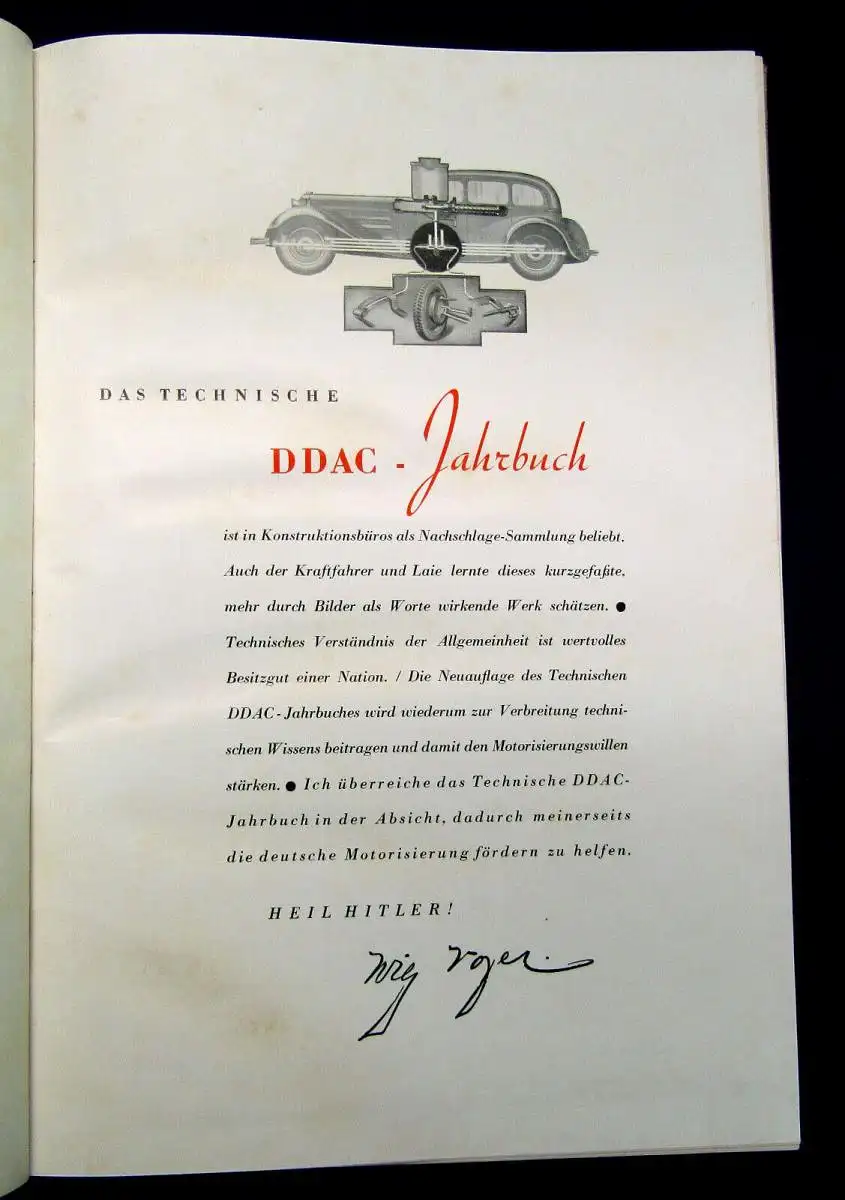 DAS TECHNISCHE
DDAC - Jahrbuch
ist in Konstruktionsbüros als Nachschlage-Sammlung beliebt.
Auch der Kraftfahrer und Laie lernte dieses kurzgefaßte,
mehr durch Bilder als Worte wirkende Werk schätzen. ●
Technisches Verständnis der Allgemeinheit ist wertvolles
Besitzgut einer Nation. / Die Neuauflage des Technischen
DDAC-Jahrbuches wird wiederum zur Verbreitung techni-
schen Wissens beitragen und damit den Motorisierungswillen
stärken. ● Ich überreiche das Technische DDAC-
Jahrbuch in der Absicht, dadurch meinerseits
die deutsche Motorisierung fördern zu helfen.
HEIL HITLER!